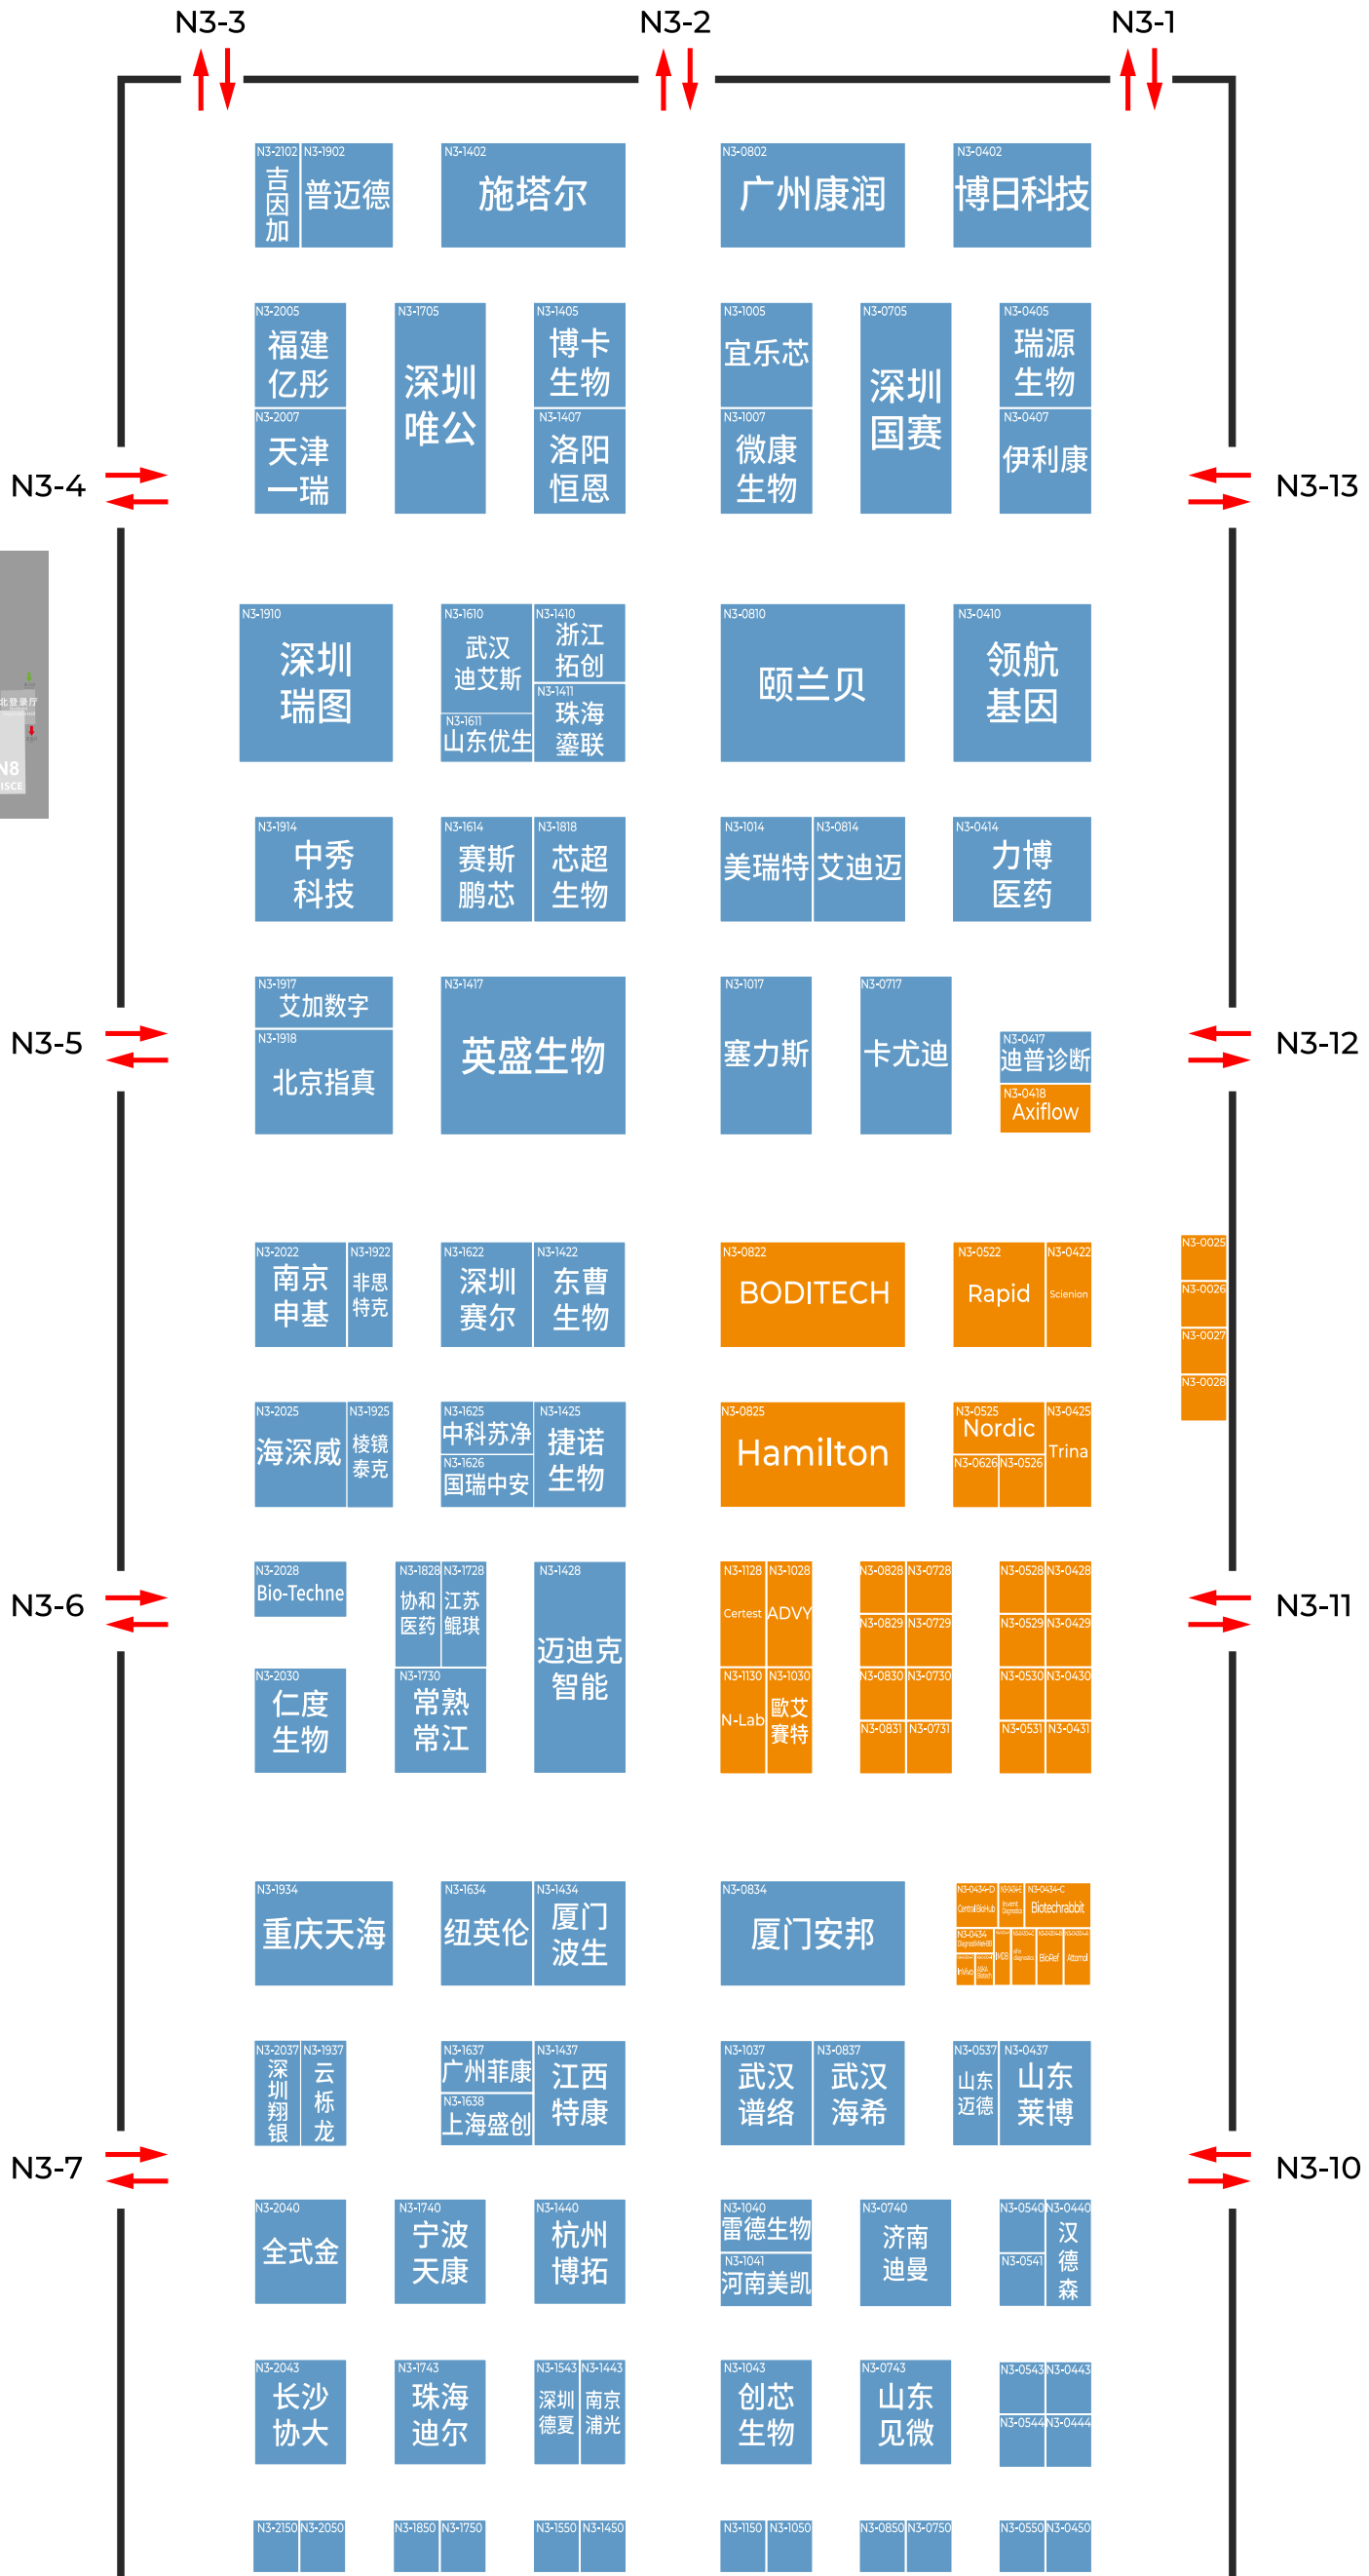 N3-3
N3-2
N3-1
N3-2102
吉因加
N3-1902
普迈德
N3-1402
施塔尔
N3-0802
广州康润
N3-0402
博日科技
N3-2005
福建
亿彤
N3-2007
天津
一瑞
N3-1705
深圳
唯公
N3-1405
博卡
生物
N3-1407
洛阳
恒恩
N3-1005
宜乐芯
N3-1007
微康
生物
N3-0705
深圳
国赛
N3-0405
瑞源
生物
N3-0407
伊利康
N3-4
N3-13
北登录厅
N8
N3-1910
深圳
瑞图
N3-1610
武汉
迪艾斯
N3-1611
山东优生
N3-1410
浙江
拓创
N3-1411
珠海
鎏联
N3-0810
颐兰贝
N3-0410
领航
基因
N3-1914
中秀
科技
N3-1614
赛斯
鹏芯
N3-1818
芯超
生物
N3-1014
美瑞特
N3-0814
艾迪迈
N3-0414
力博
医药
N3-1917
艾加数字
N3-1918
北京指真
N3-1417
英盛生物
N3-1017
塞力斯
N3-0717
卡尤迪
N3-0417
迪普诊断
N3-0418
Axiflow
N3-5
N3-12
N3-2022
南京
申基
N3-1922
非思
特克
N3-1622
深圳
赛尔
N3-1422
东曹
生物
N3-0822
BODITECH
N3-0522
Rapid
N3-0422
Scienion
N3-0025
N3-0026
N3-0027
N3-0028
N3-2025
海深威
N3-1925
棱镜
泰克
N3-1625
中科苏净
N3-1626
国瑞中安
N3-1425
捷诺
生物
N3-0825
Hamilton
N3-0525
Nordic
N3-0626
N3-0526
N3-0425
Trina
N3-2028
Bio-Techne
N3-2030
仁度
生物
N3-1828
协和
医药
N3-1728
江苏
鲲琪
N3-1730
常熟
常江
N3-1428
迈迪克
智能
N3-1128
Certest
N3-1028
ADVY
N3-1130
N-Lab
N3-1030
歐艾
賽特
N3-0828
N3-0728
N3-0829
N3-0729
N3-0830
N3-0730
N3-0831
N3-0731
N3-0528
N3-0428
N3-0529
N3-0429
N3-0530
N3-0430
N3-0531
N3-0431
N3-6
N3-11
N3-1934
重庆天海
N3-1634
纽英伦
N3-1434
厦门
波生
N3-0834
厦门安邦
N3-0434-D
CentralBioHub
N3-0434-C
Biotechrabbit
N3-0434
InVivo
IMDB
BioRef
Attomol
N3-2037
深圳翔银
N3-1937
云栎龙
N3-1637
广州菲康
N3-1638
上海盛创
N3-1437
江西
特康
N3-1037
武汉
谱络
N3-0837
武汉
海希
N3-0537
山东
迈德
N3-0437
山东
莱博
N3-7
N3-10
N3-2040
全式金
N3-1740
宁波
天康
N3-1440
杭州
博拓
N3-1040
雷德生物
N3-1041
河南美凯
N3-0740
济南
迪曼
N3-0540
N3-0541
N3-0440
汉德森
N3-2043
长沙
协大
N3-1743
珠海
迪尔
N3-1543
深圳
德夏
N3-1443
南京
浦光
N3-1043
创芯
生物
N3-0743
山东
见微
N3-0543
N3-0443
N3-0544
N3-0444
N3-2150
N3-2050
N3-1850
N3-1750
N3-1550
N3-1450
N3-1150
N3-1050
N3-0850
N3-0750
N3-0550
N3-0450